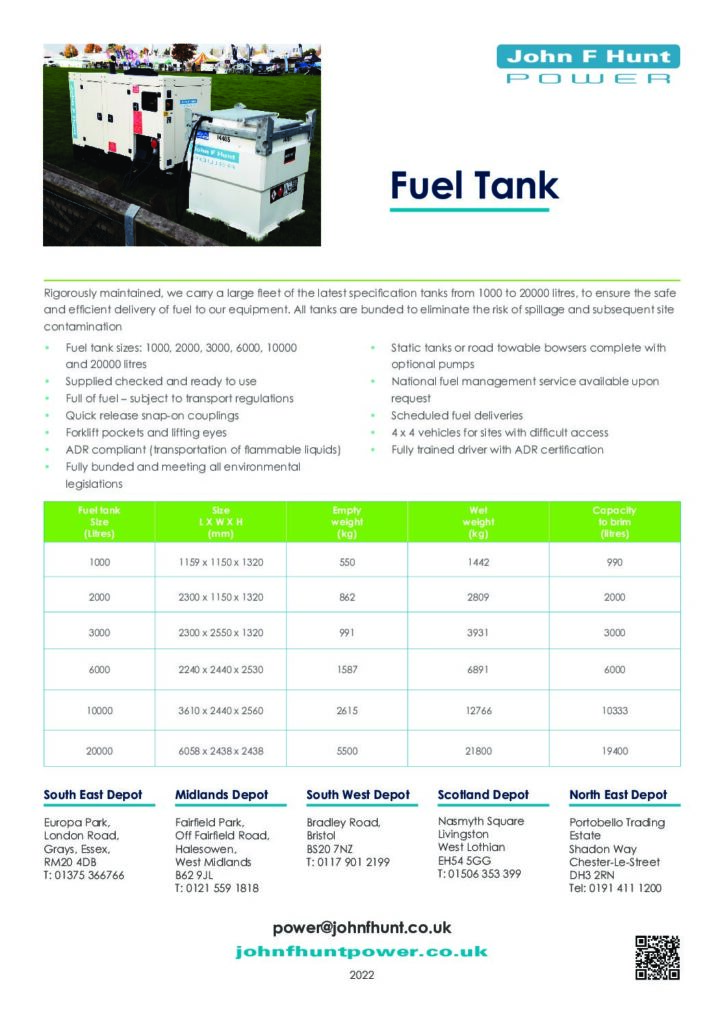 John F Hunt
POWER
14405
John F Hunt
POWER
Fuel Tank
Rigorously maintained, we carry a large fleet of the latest specification tanks from 1000 to 20000 litres, to ensure the safe
and efficient delivery of fuel to our equipment. All tanks are bunded to eliminate the risk of spillage and subsequent site
contamination
• Fuel tank sizes: 1000, 2000, 3000, 6000, 10000
and 20000 litres
• Supplied checked and ready to use
• Full of fuel – subject to transport regulations
• Quick release snap-on couplings
• Forklift pockets and lifting eyes
• ADR compliant (transportation of flammable liquids)
• Fully bunded and meeting all environmental
legislations
• Static tanks or road towable bowsers complete with
optional pumps
• National fuel management service available upon
request
• Scheduled fuel deliveries
• 4 x 4 vehicles for sites with difficult access
• Fully trained driver with ADR certification
Fuel tank Size (Litres) Size L X W X H (mm) Empty weight (kg) Wet weight (kg) Capacity to brim (litres)
1000 1159 x 1150 x 1320 550 1442 990
2000 2300 x 1150 x 1320 862 2809 2000
3000 2300 x 2550 x 1320 991 3931 3000
6000 2240 x 2440 x 2530 1587 6891 6000
10000 3610 x 2440 x 2560 2615 12766 10333
20000 6058 x 2438 x 2438 5500 21800 19400
South East Depot
Europa Park,
London Road,
Grays, Essex,
RM20 4DB
T: 01375 366766
Midlands Depot
Fairfield Park,
Off Fairfield Road,
Halesowen,
West Midlands
B62 9JL
T: 0121 559 1818
South West Depot
Bradley Road,
Bristol
BS20 7NZ
T: 0117 901 2199
Scotland Depot
Nasmyth Square
Livingston
West Lothian
EH54 5GG
T: 01506 353 399
North East Depot
Portobello Trading
Estate
Shadon Way
Chester-Le-Street
DH3 2RN
Tel: 0191 411 1200
power@johnfhunt.co.uk
johnfhuntpower.co.uk
2022